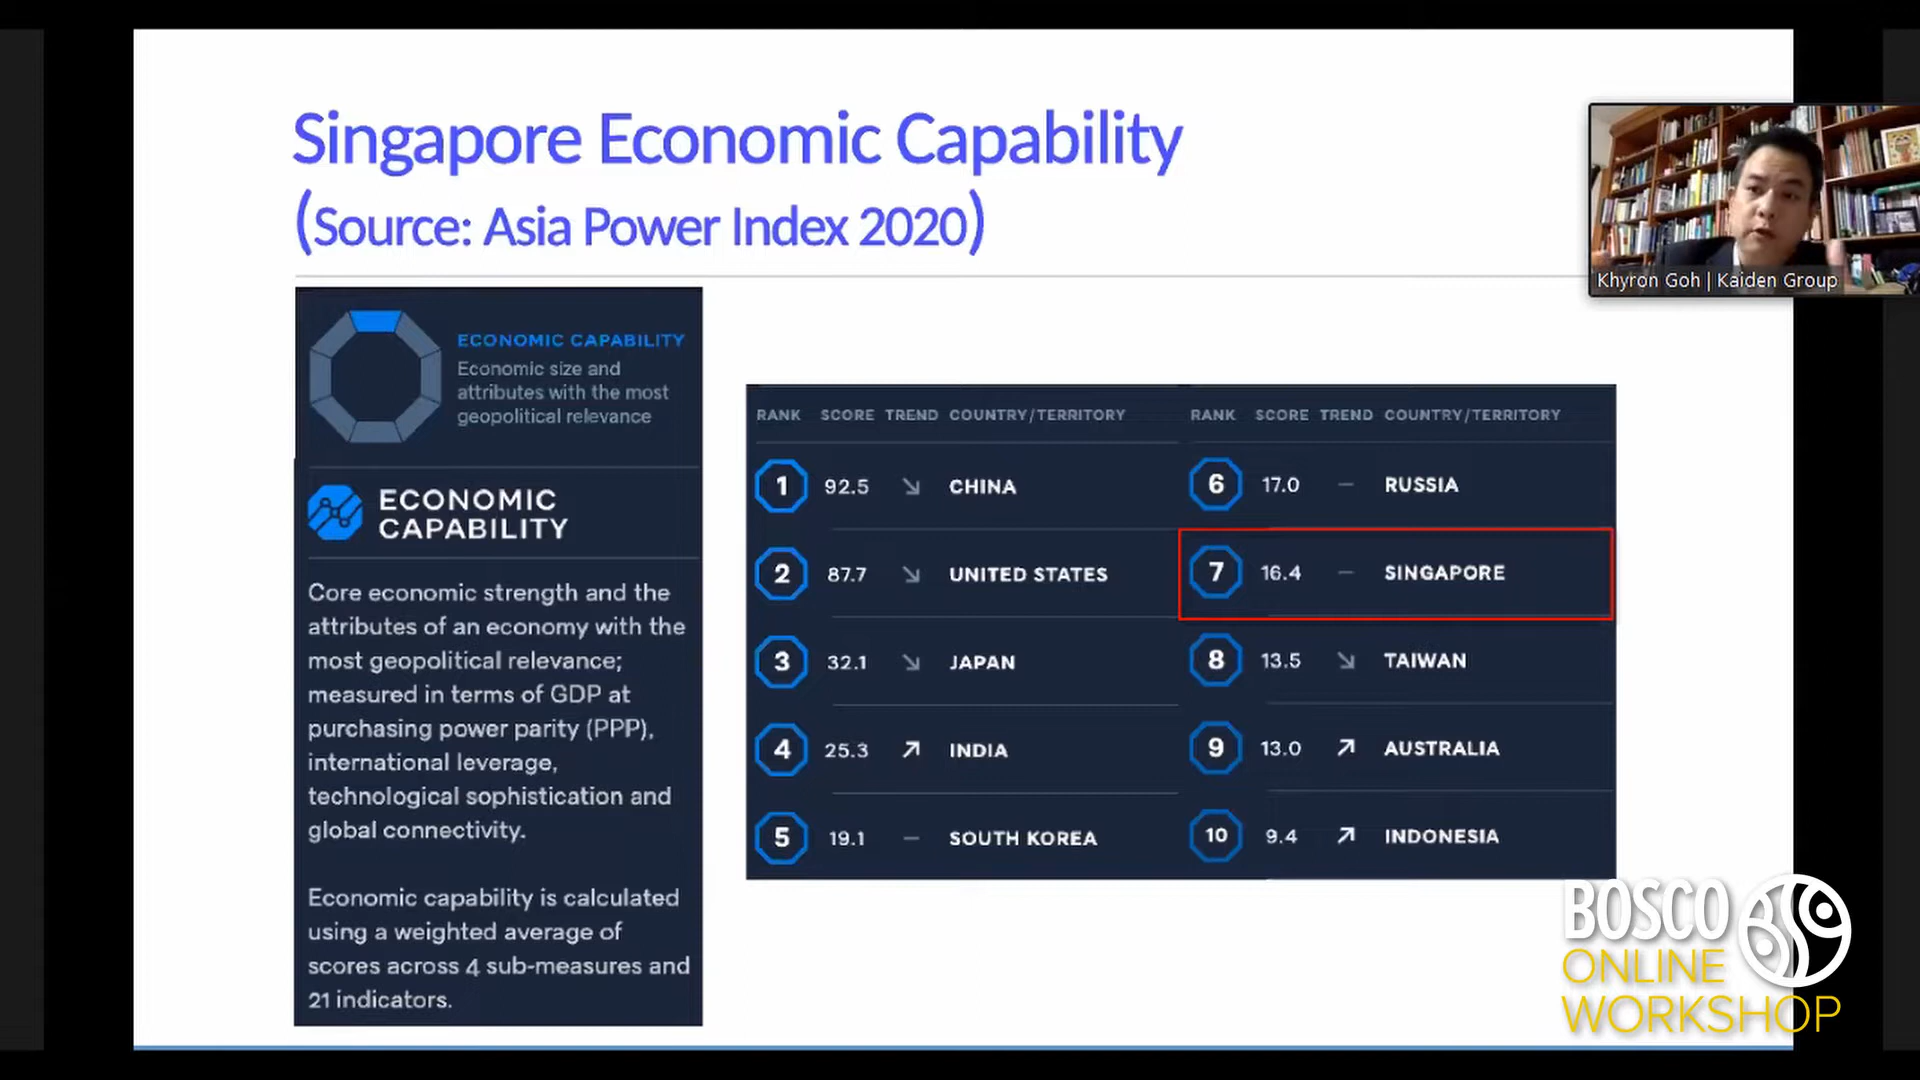 Singapore Economic Capability
(Source: Asia Power Index 2020)
Khyron Goh | Kaiden Group
ECONOMIC CAPABILITY
Economic size and
attributes with the most
geopolitical relevance
ECONOMIC
CAPABILITY
Core economic strength and the
attributes of an economy with the
most geopolitical relevance;
measured in terms of GDP at
purchasing power parity (PPP),
international leverage,
technological sophistication and
global connectivity.
Economic capability is calculated
using a weighted average of
scores across 4 sub-measures and
21 indicators.
RANK SCORE TREND COUNTRY/TERRITORY
1 92.5 ↘ CHINA
2 87.7 ↘ UNITED STATES
3 32.1 ↘ JAPAN
4 25.3 ↗ INDIA
5 19.1 — SOUTH KOREA
RANK SCORE TREND COUNTRY/TERRITORY
6 17.0 — RUSSIA
7 16.4 — SINGAPORE
8 13.5 ↘ TAIWAN
9 13.0 ↗ AUSTRALIA
10 9.4 ↗ INDONESIA
BOSCO
ONLINE
WORKSHOP